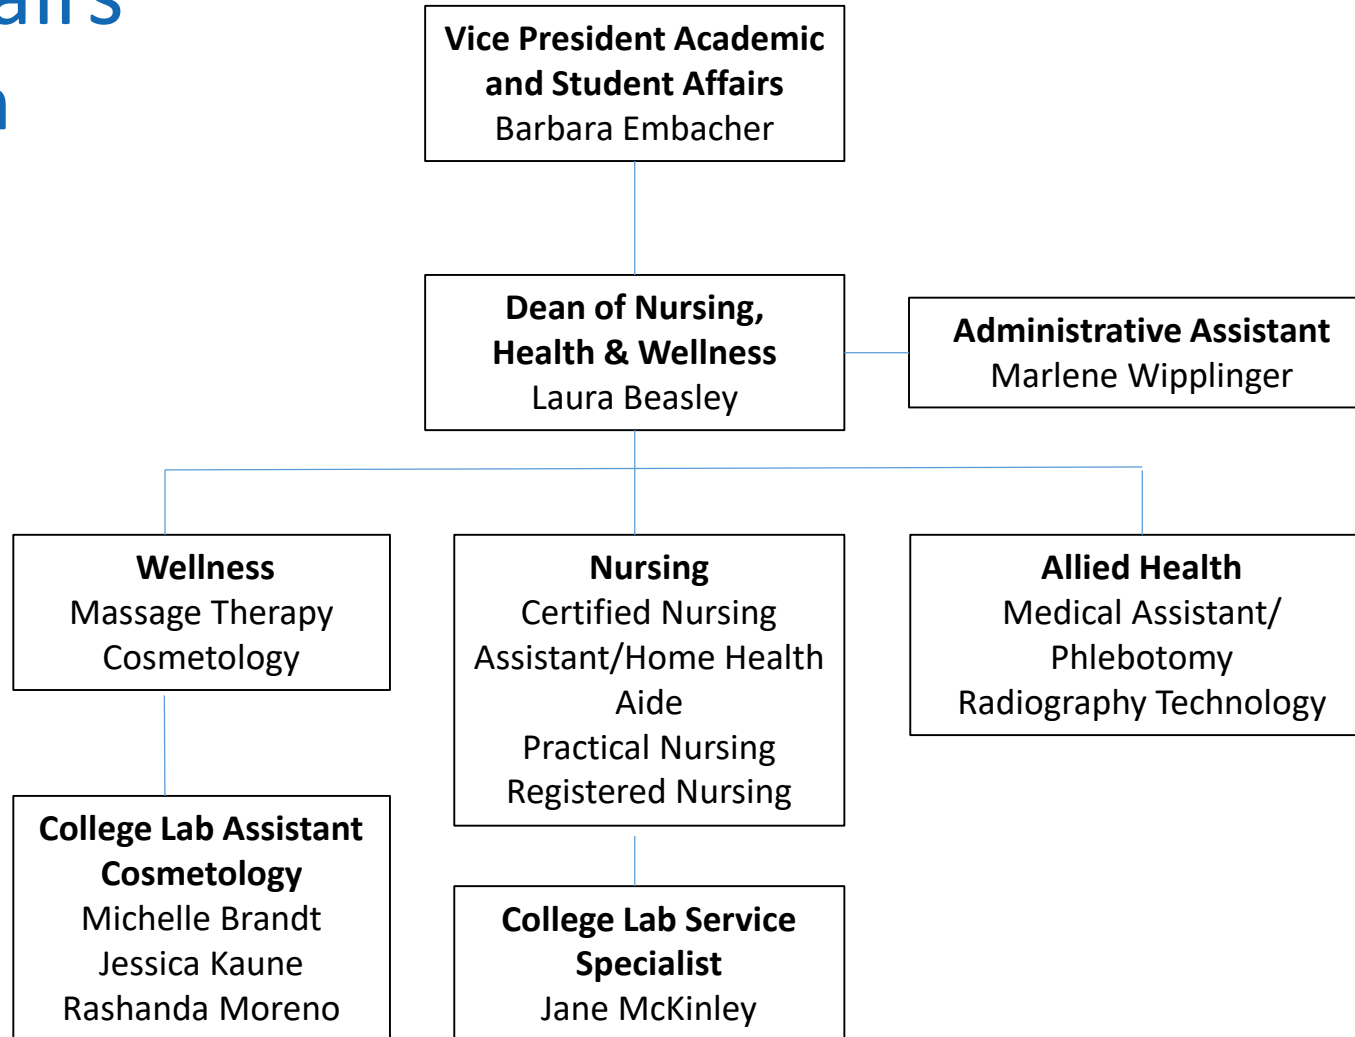 Vice President Academic
and Student Affairs
Barbara Embacher
Dean of Nursing,
Health & Wellness
Laura Beasley
Administrative Assistant
Marlene Wipplinger
Wellness
Massage Therapy
Cosmetology
Nursing
Certified Nursing
Assistant/Home Health
Aide
Practical Nursing
Registered Nursing
Allied Health
Medical Assistant/
Phlebotomy
Radiography Technology
College Lab Assistant
Cosmetology
Michelle Brandt
Jessica Kaune
Rashanda Moreno
College Lab Service
Specialist
Jane McKinley